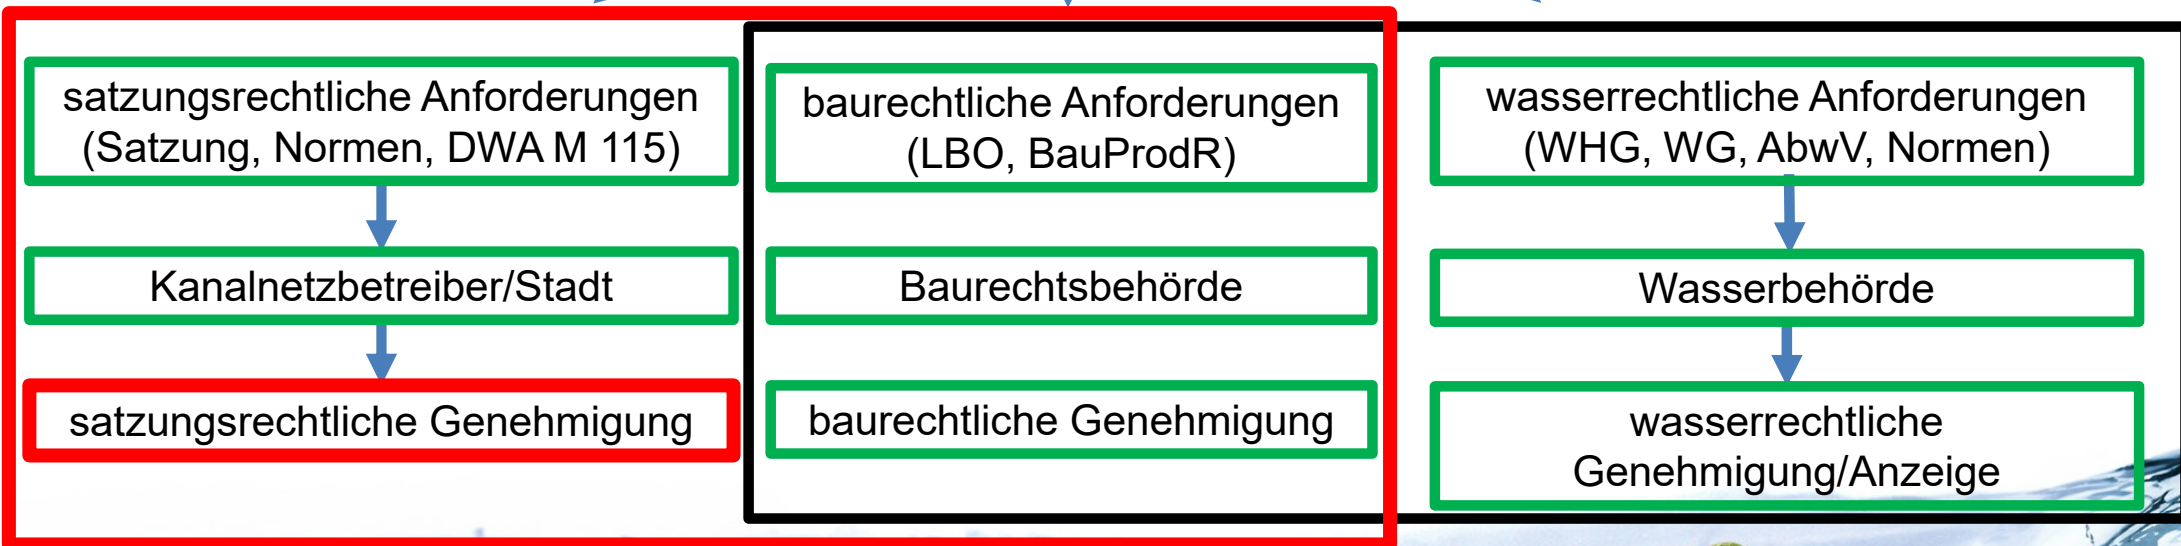 satzungsrechtliche Anforderungen
(Satzung, Normen, DWA M 115)
Kanalnetzbetreiber/Stadt
satzungsrechtliche Genehmigung
baurechtliche Anforderungen
(LBO, BauProdR)
Baurechtsbehörde
baurechtliche Genehmigung
wasserrechtliche Anforderungen
(WHG, WG, AbwV, Normen)
Wasserbehörde
wasserrechtliche
Genehmigung/Anzeige